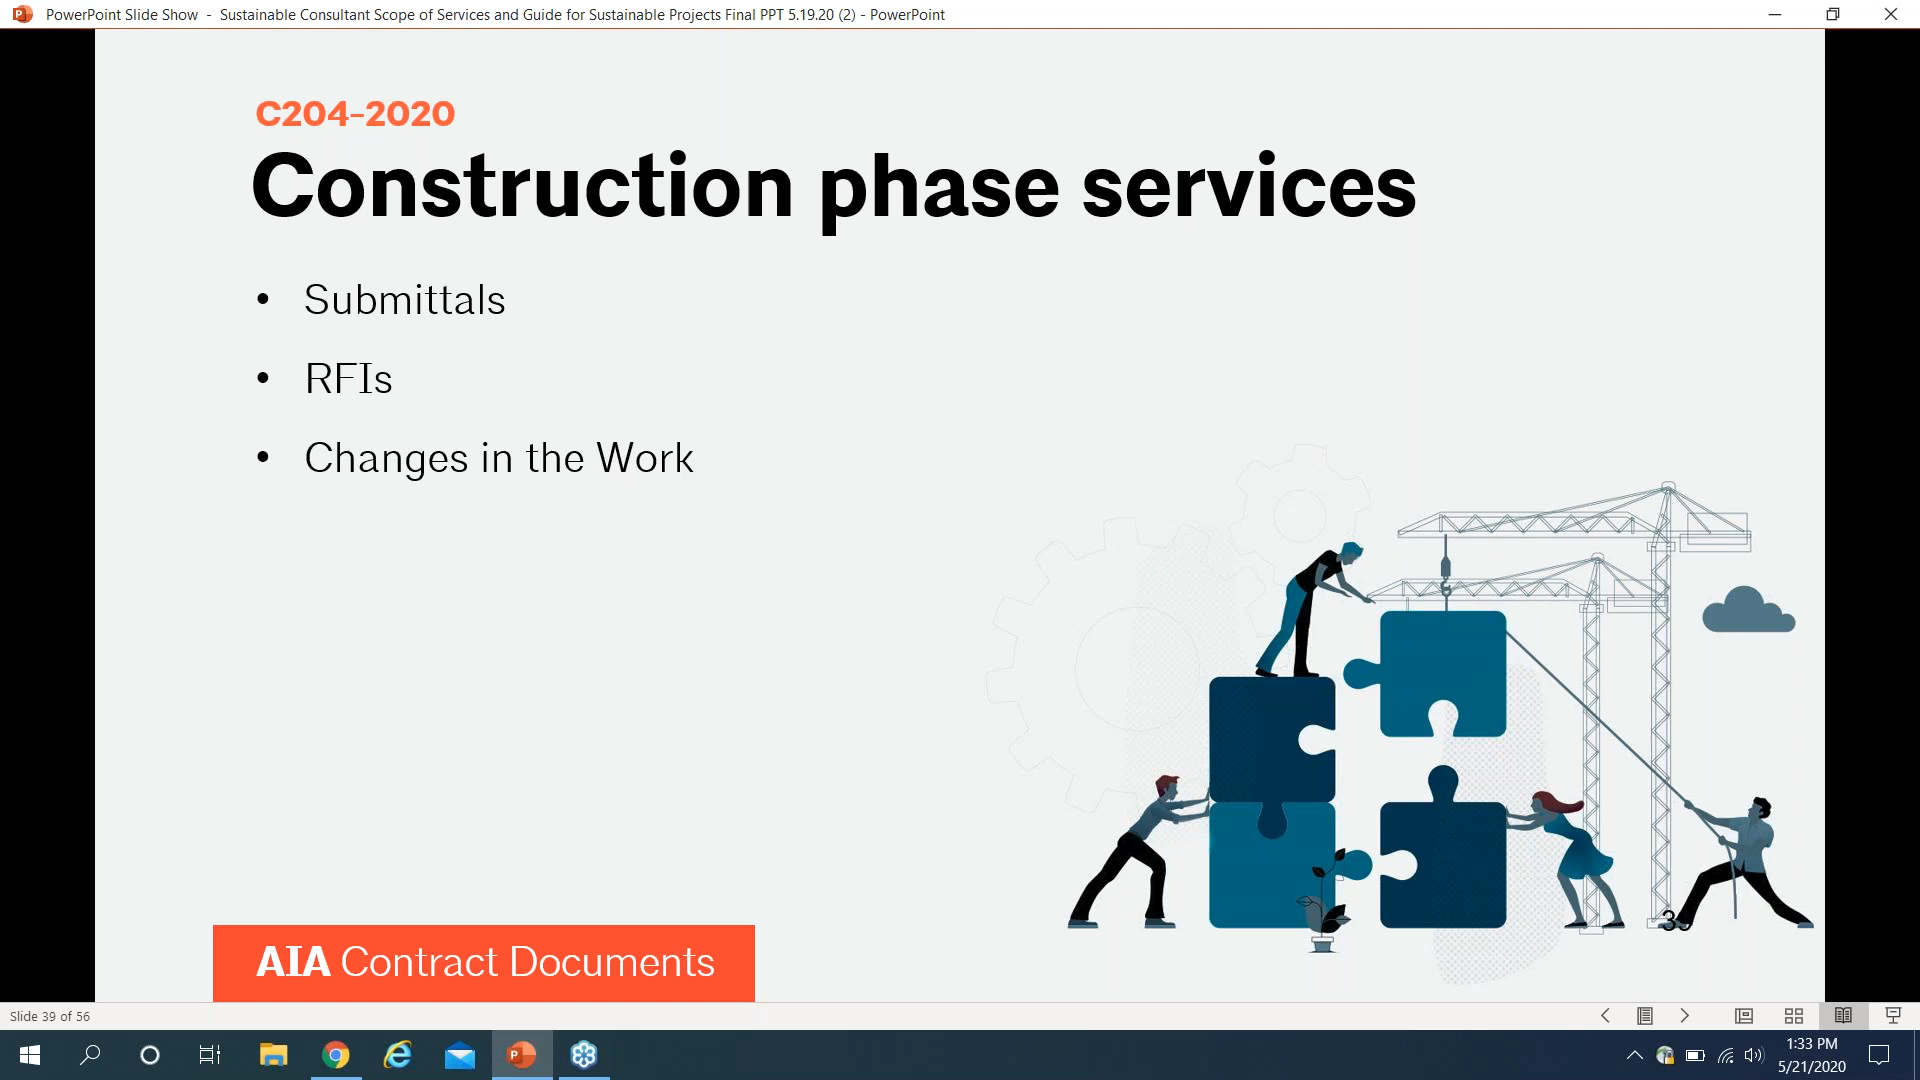 PowerPoint Slide Show - Sustainable Consultant Scope of Services and Guide for Sustainable Projects Final PPT 5.19.20 (2) - PowerPoint
C204-2020
Construction phase services
• Submittals
• RFIs
• Changes in the Work
AIA Contract Documents
Slide 39 of 56
1:33 PM
5/21/2020